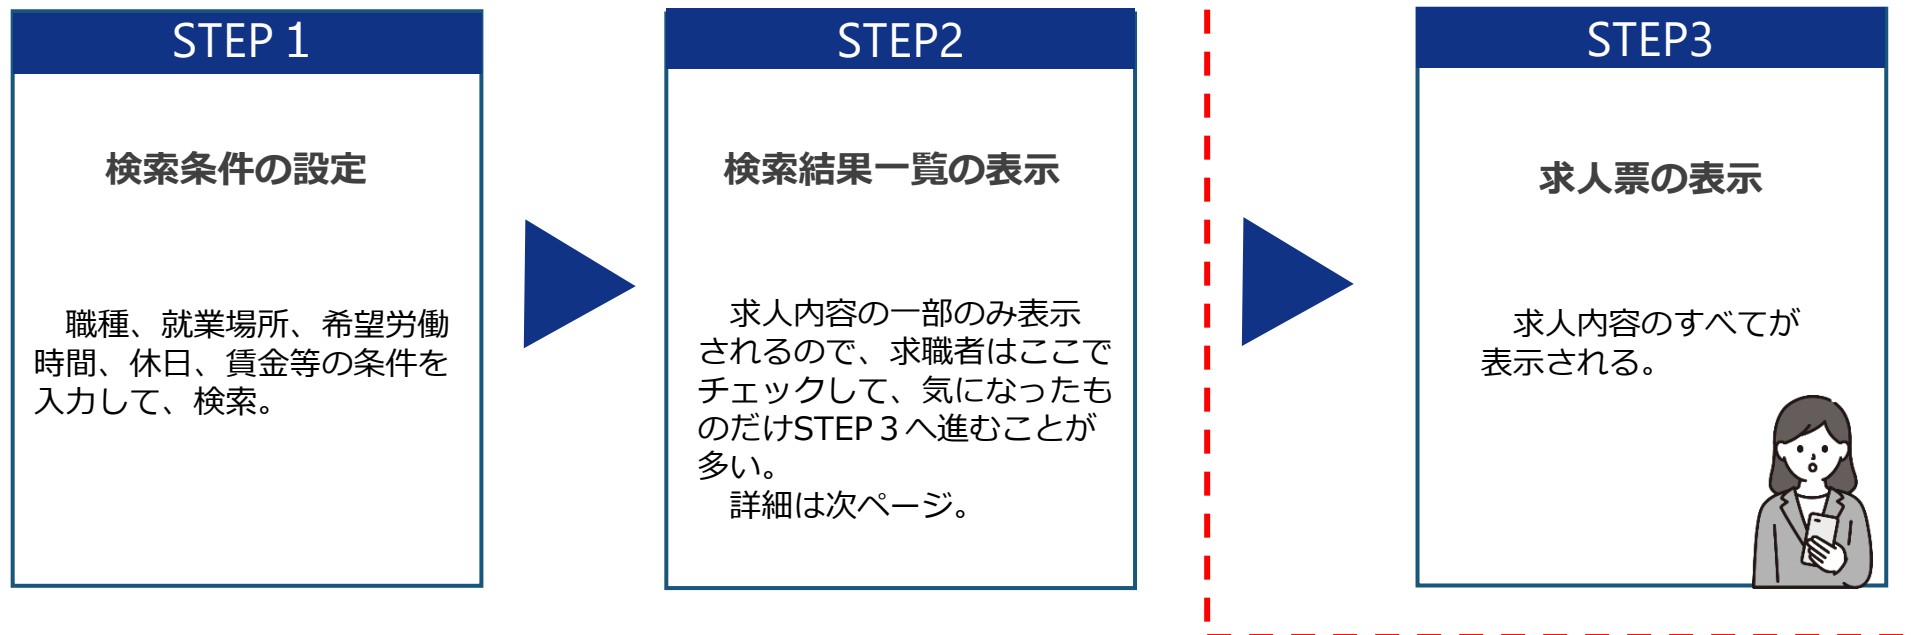 STEP１
検索条件の設定
　職種、就業場所、希望労働
時間、休日、賃金等の条件を
入力して、検索。
STEP2
検索結果一覧の表示
　求人内容の一部のみ表示
されるので、求職者はここで
チェックして、気になったも
のだけSTEP３へ進むことが
多い。
　詳細は次ページ。
STEP3
求人票の表示
　求人内容のすべてが
表示される。